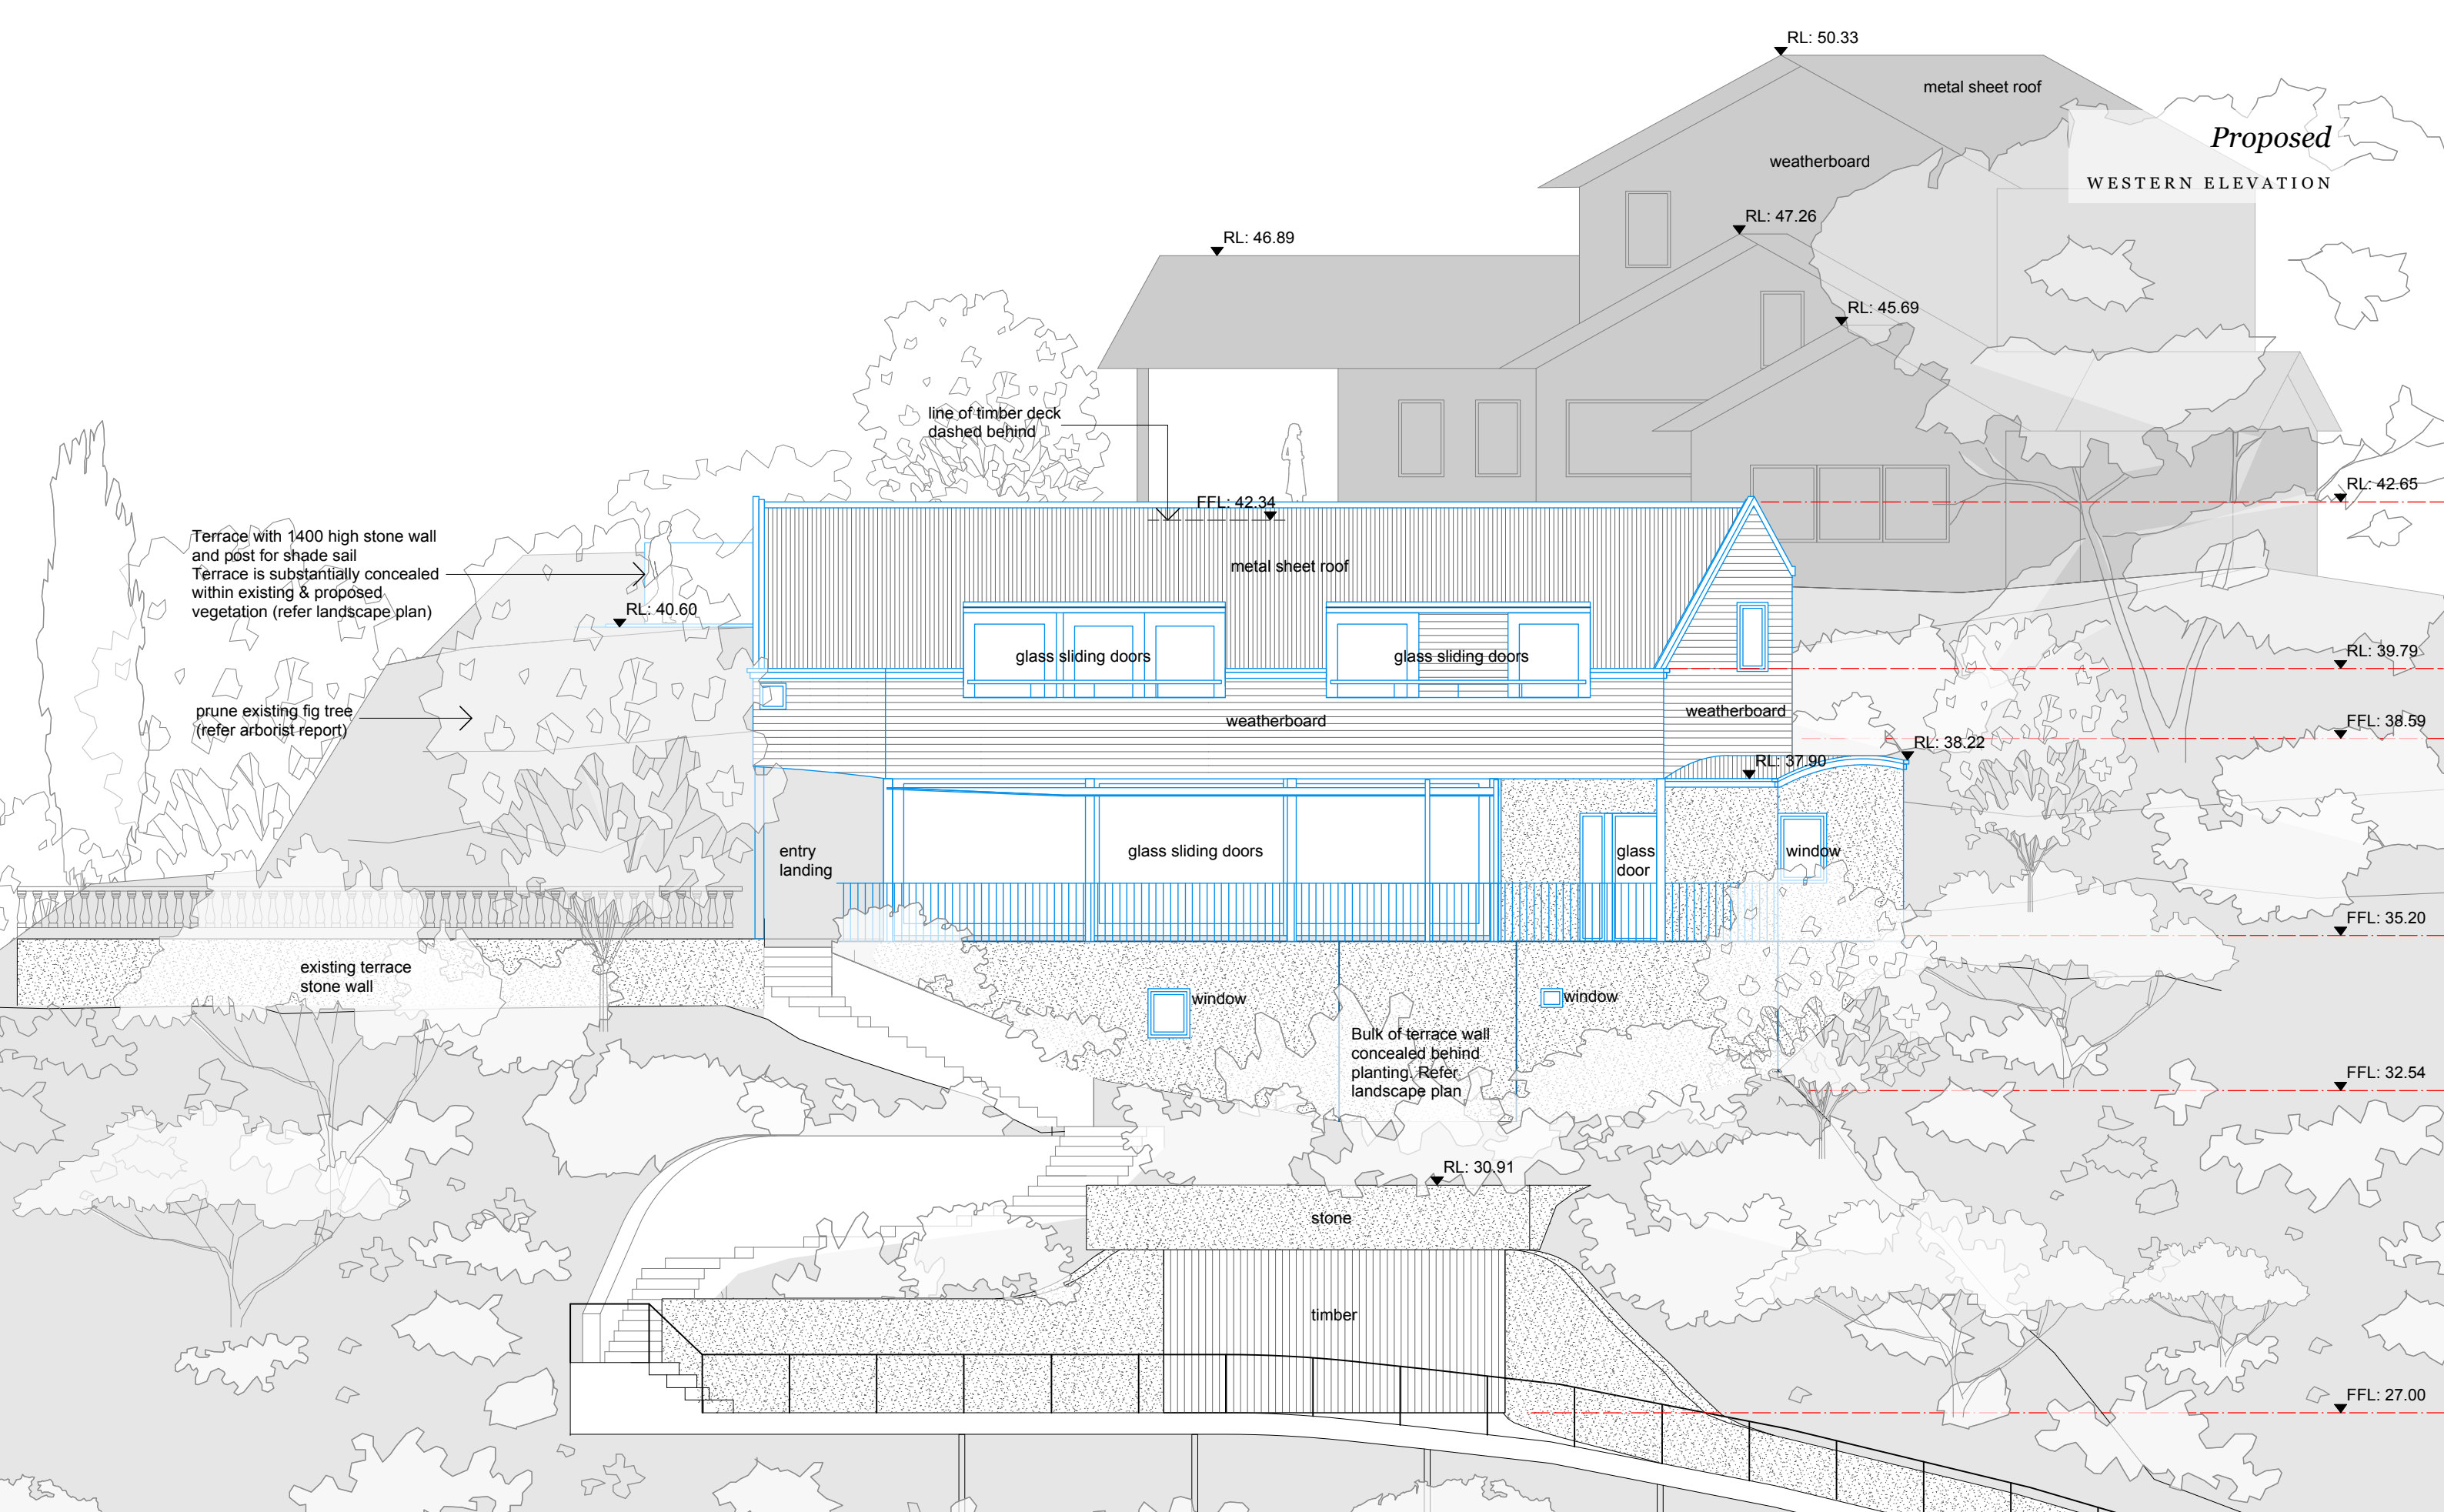 RL: 50.33
metal sheet roof
Proposed
weatherboard
WESTERN ELEVATION
RL: 47.26
RL: 46.89
RL: 45.69
line of timber deck
dashed behind
RL: 42.65
FFL: 42.34
Terrace with 1400 high stone wall
and post for shade sail
Terrace is substantially concealed
within existing & proposed
vegetation (refer landscape plan)
metal sheet roof
RL: 40.60
glass sliding doors
glass sliding doors
RL: 39.79
prune existing fig tree
(refer arborist report)
weatherboard
weatherboard
FFL: 38.59
RL: 38.22
RL: 37.90
entry
landing
glass sliding doors
glass
door
window
FFL: 35.20
existing terrace
stone wall
window
window
Bulk of terrace wall
concealed behind
planting. Refer
landscape plan
FFL: 32.54
RL: 30.91
stone
timber
FFL: 27.00